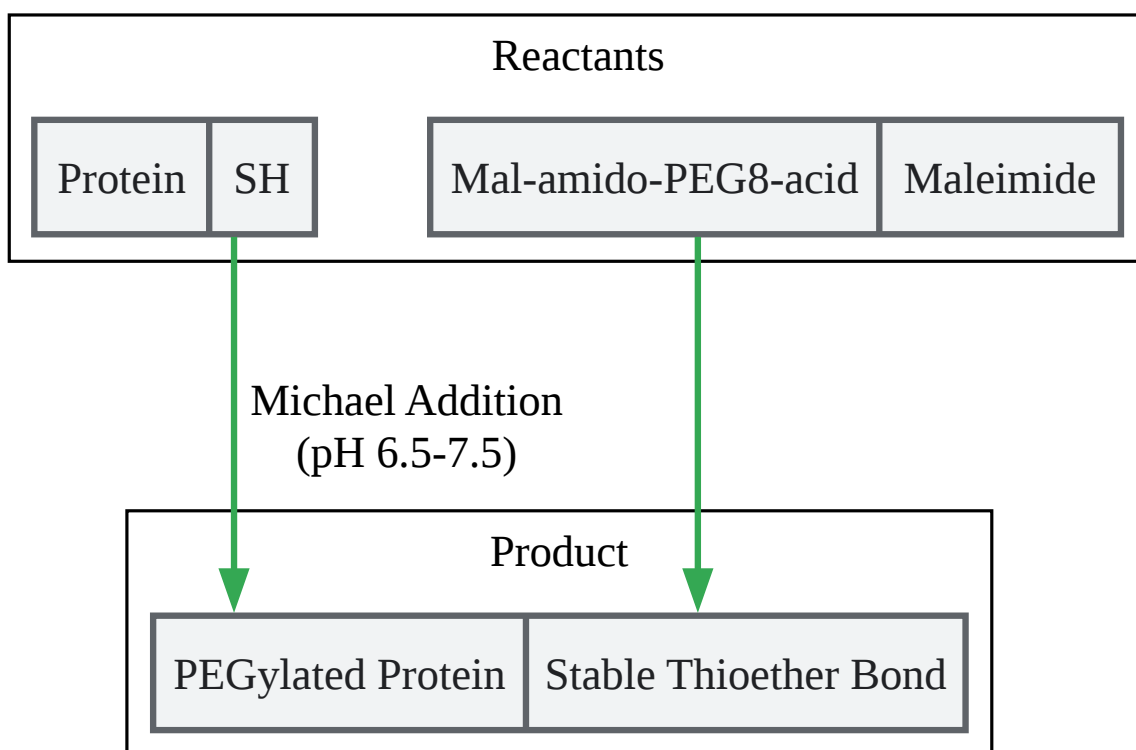 Reactants
Protein SH Mal-amido-PEG8-acid Maleimide
Michael Addition
(pH 6.5-7.5)
Product
PEGylated Protein Stable Thioether Bond